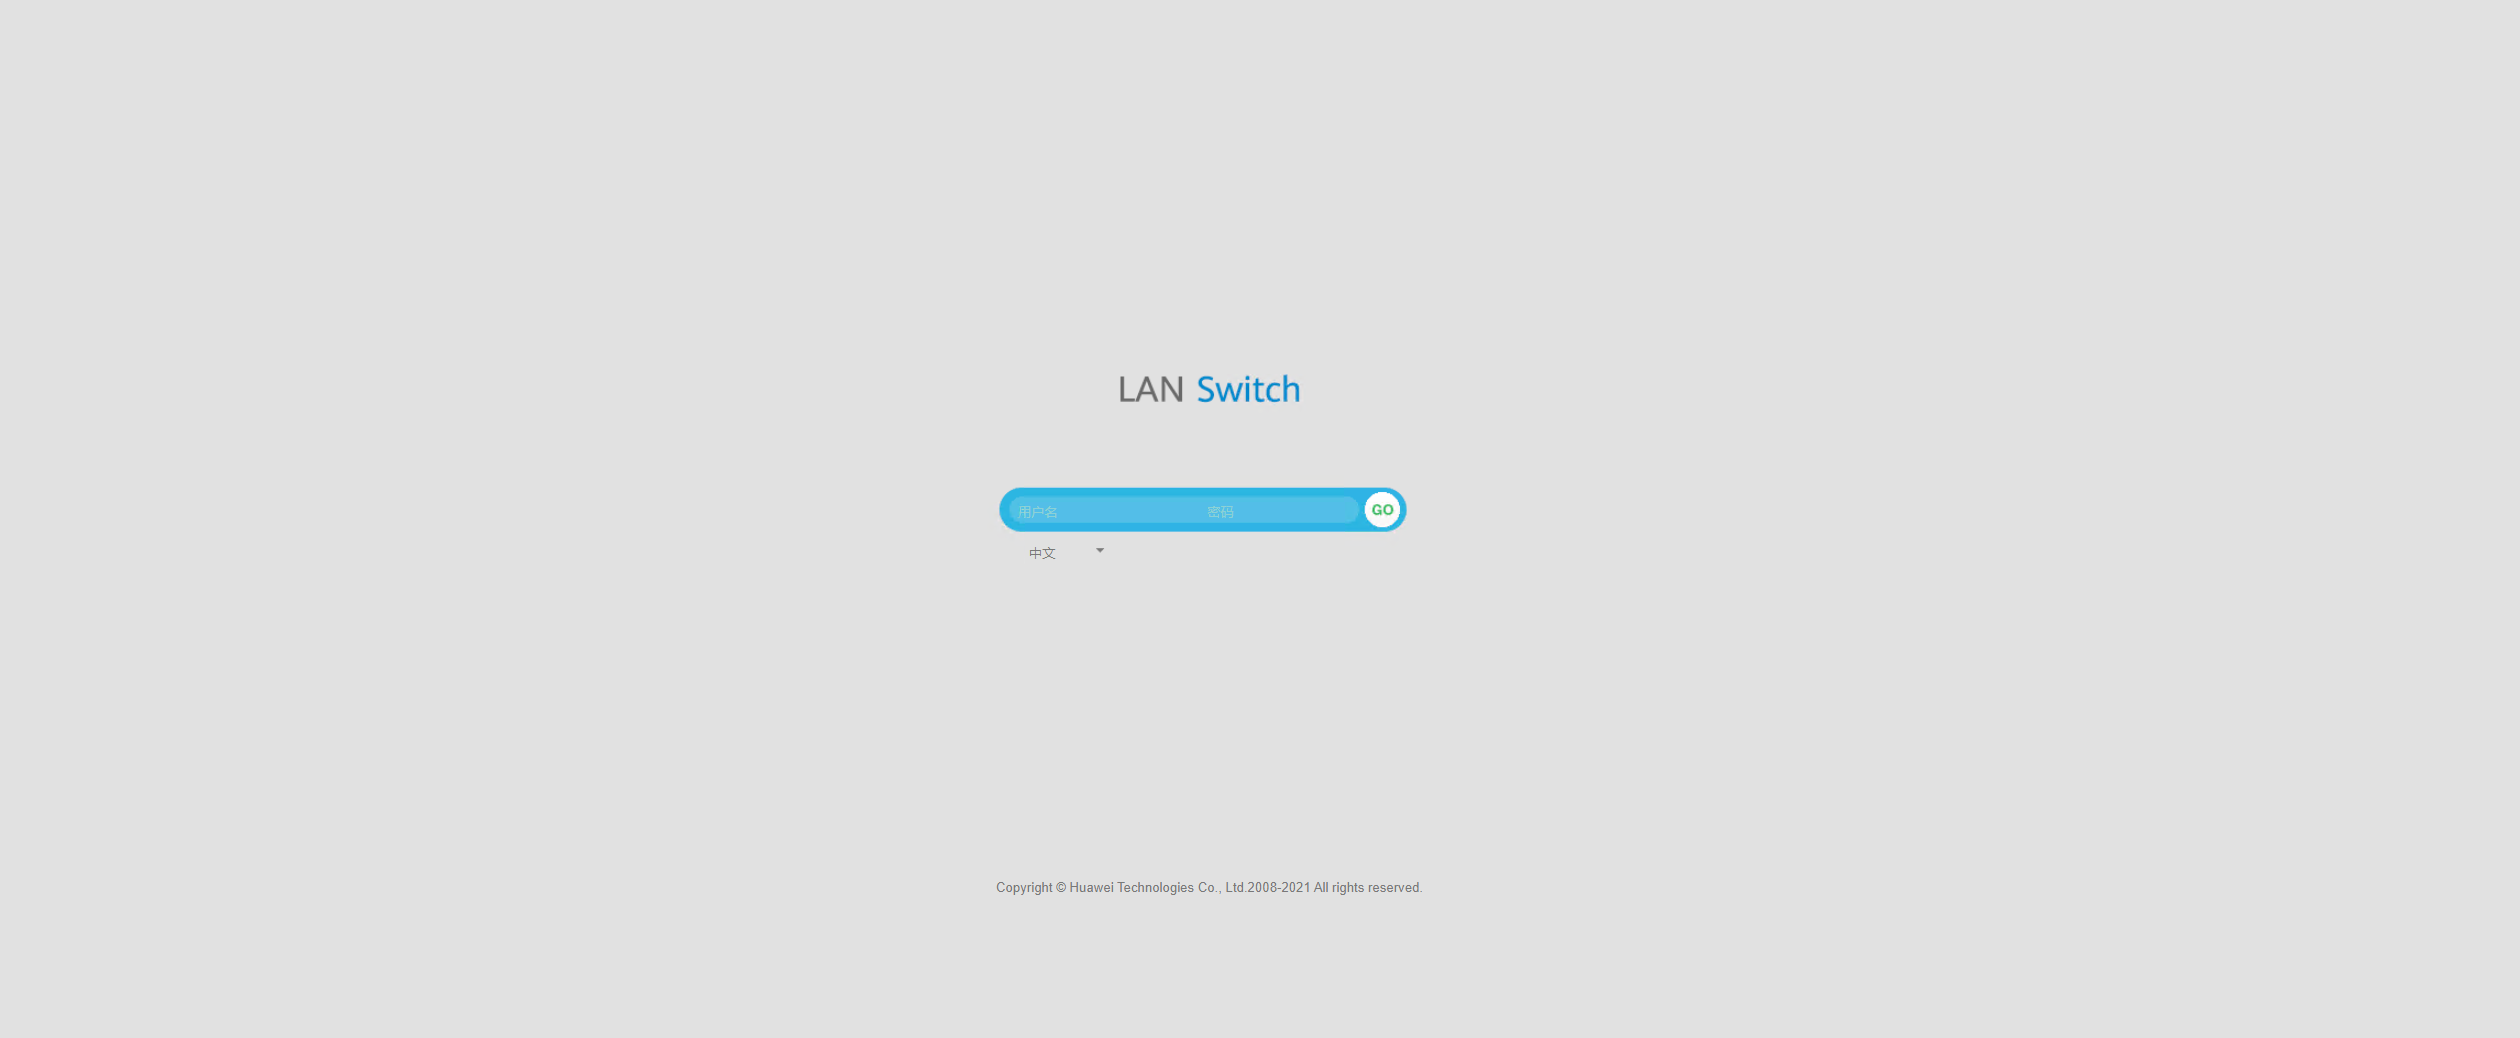 LAN Switch
用户名 密码 GO
中文
Copyright © Huawei Technologies Co., Ltd.2008-2021 All rights reserved.